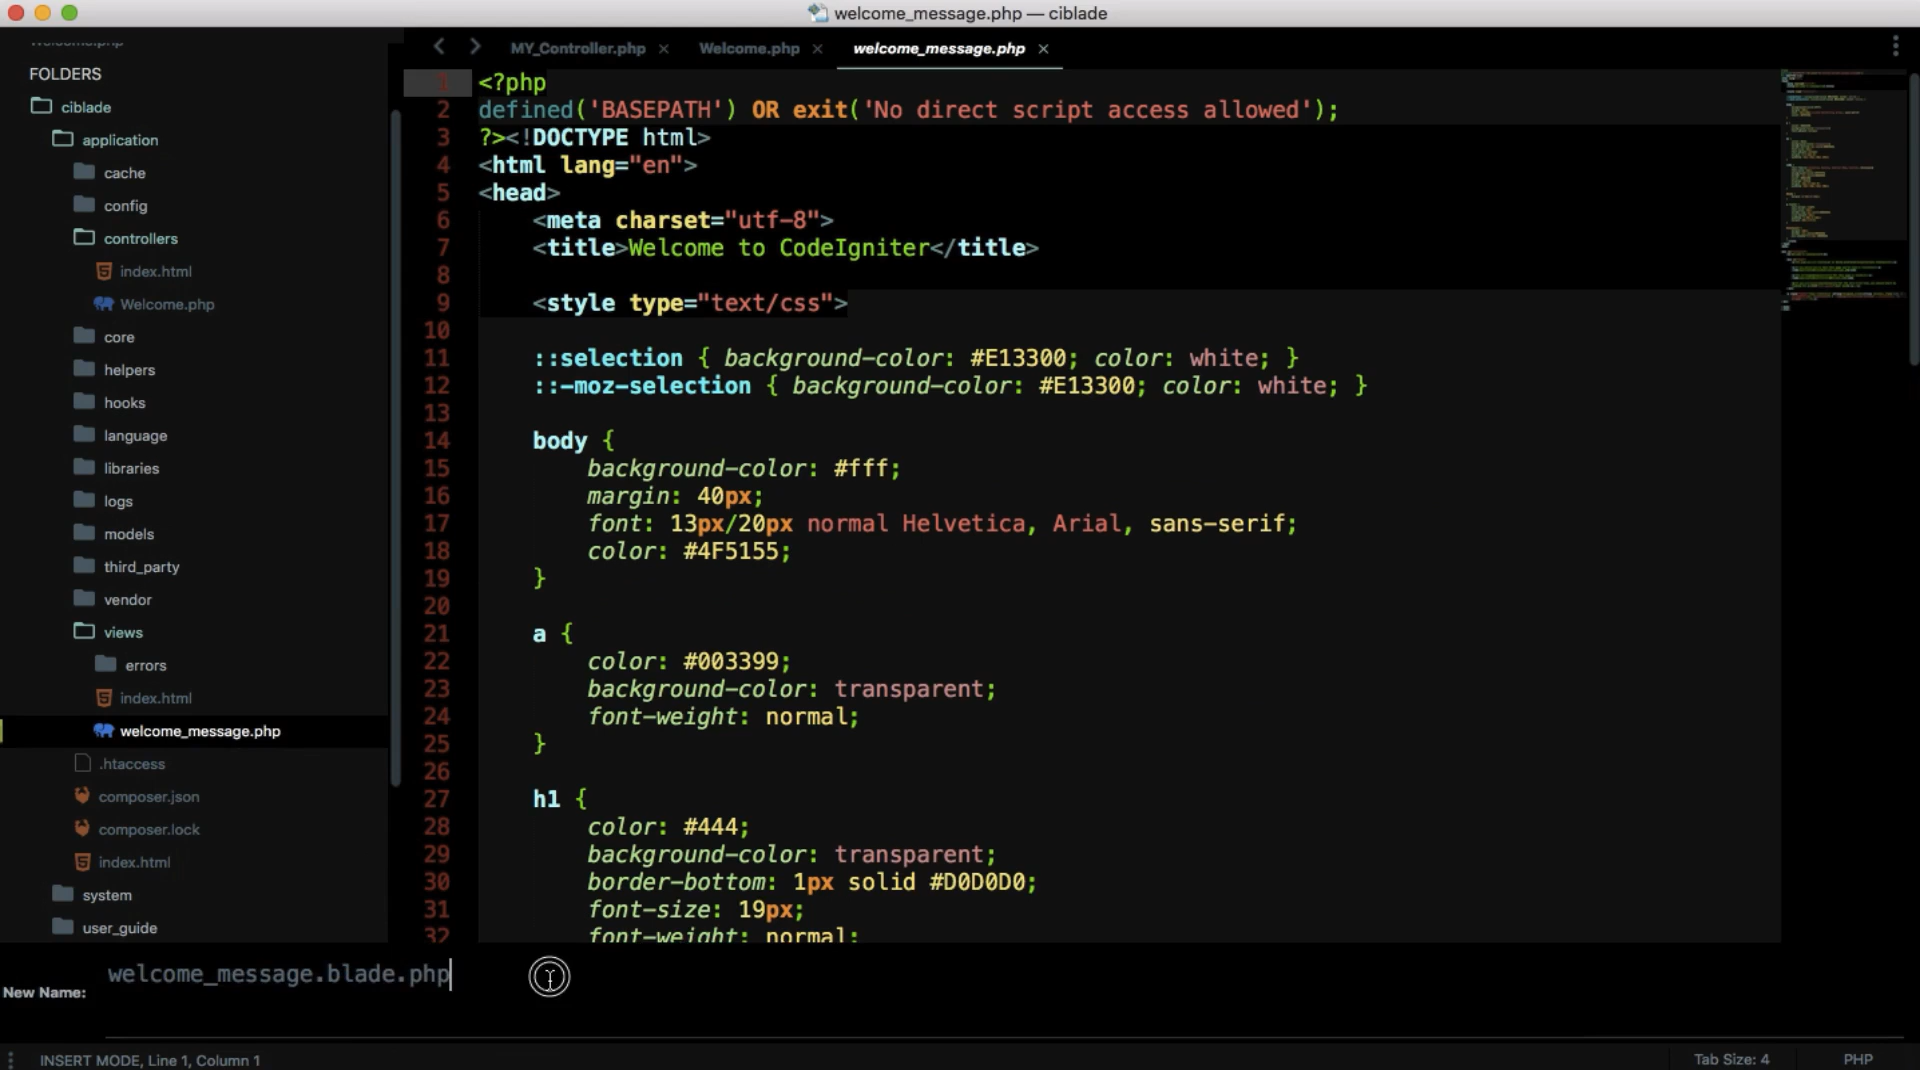 welcome_message.php — ciblade
FOLDERS
ciblade
application
cache
config
controllers
index.html
Welcome.php
core
helpers
hooks
language
libraries
logs
models
third_party
vendor
views
errors
index.html
welcome_message.php
.htaccess
composer.json
composer.lock
index.html
system
user_guide
MY_Controller.php × Welcome.php × welcome_message.php ×
1 <?php
2 defined('BASEPATH') OR exit('No direct script access allowed');
3 ?><!DOCTYPE html>
4 <html lang="en">
5 <head>
6 <meta charset="utf-8">
7 <title>Welcome to CodeIgniter</title>
8
9 <style type="text/css">
10
11 ::selection { background-color: #E13300; color: white; }
12 ::-moz-selection { background-color: #E13300; color: white; }
13
14 body {
15 background-color: #fff;
16 margin: 40px;
17 font: 13px/20px normal Helvetica, Arial, sans-serif;
18 color: #4F5155;
19 }
20
21 a {
22 color: #003399;
23 background-color: transparent;
24 font-weight: normal;
25 }
26
27 h1 {
28 color: #444;
29 background-color: transparent;
30 border-bottom: 1px solid #D0D0D0;
31 font-size: 19px;
32 font-weight: normal;
New Name: welcome_message.blade.php
INSERT MODE, Line 1, Column 1
Tab Size: 4
PHP